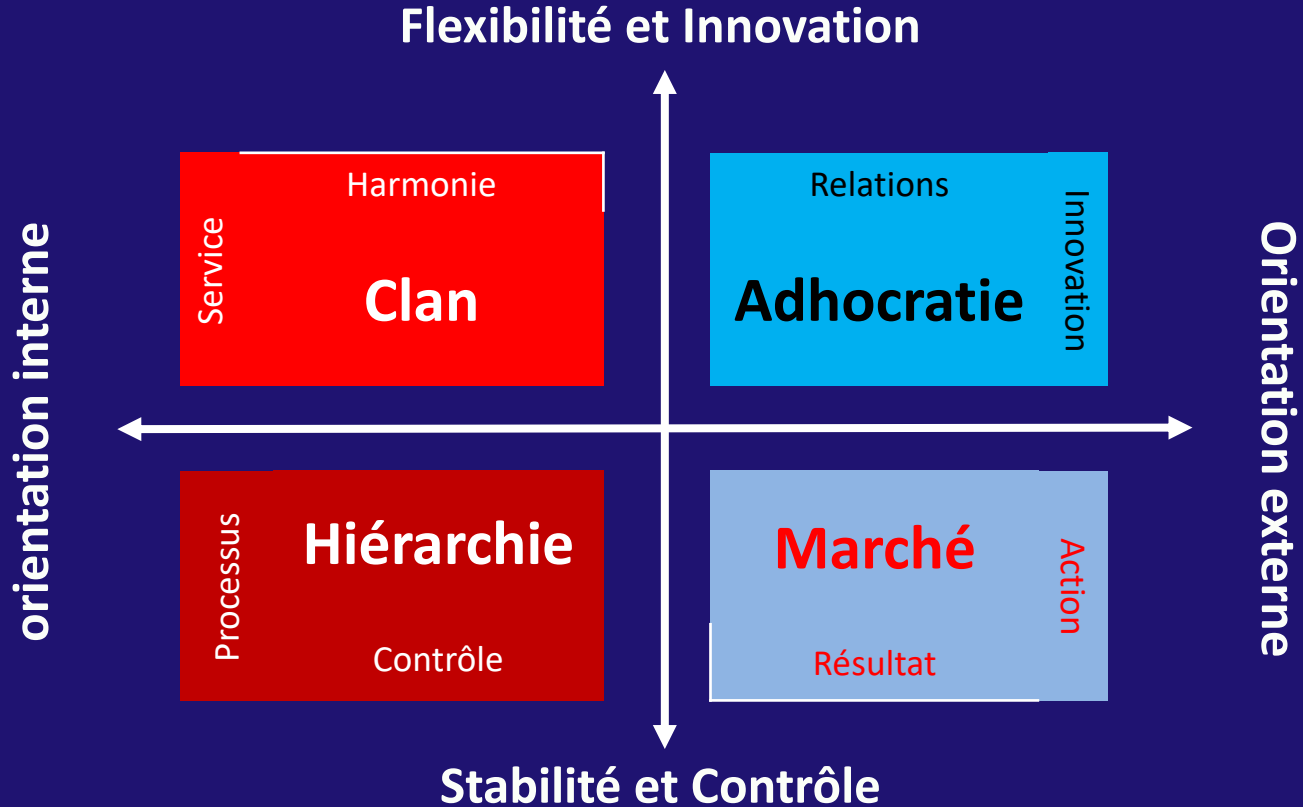 Flexibilité et Innovation
orientation interne
Service
Harmonie
Clan
Relations
Adhocratie
Innovation
Orientation externe
Processus
Hiérarchie
Contrôle
Marché
Résultat
Action
Stabilité et Contrôle